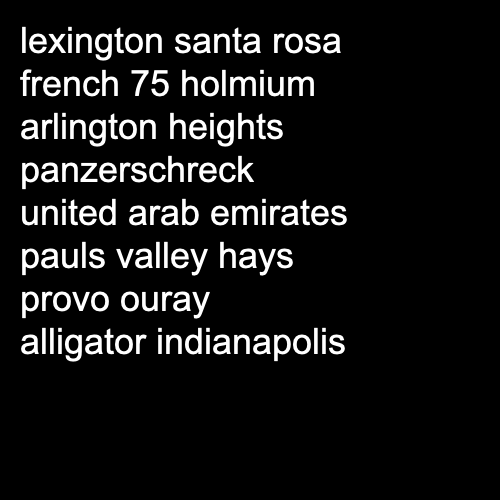 lexington santa rosa
french 75 holmium
arlington heights
panzerschreck
united arab emirates
pauls valley hays
provo ouray
alligator indianapolis